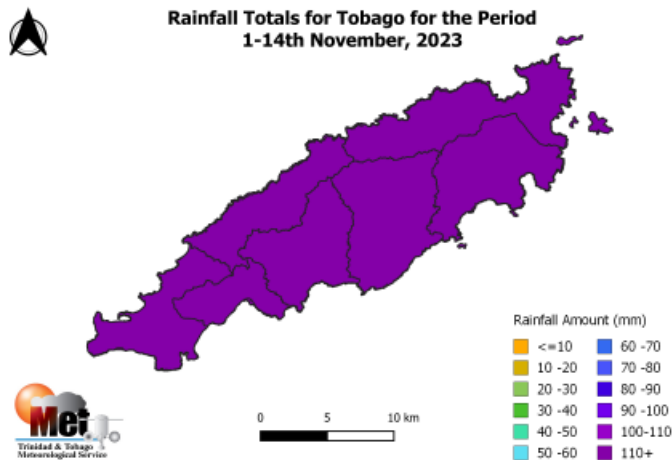 Rainfall Totals for Tobago for the Period
1-14th November, 2023
Rainfall Amount (mm)
<=10
10 -20
20 -30
30 -40
40 -50
50 -60
60 -70
70 -80
80 -90
90 -100
100-110
110+
0 5 10 km
Met
Trinidad & Tobago
Meteorological Service